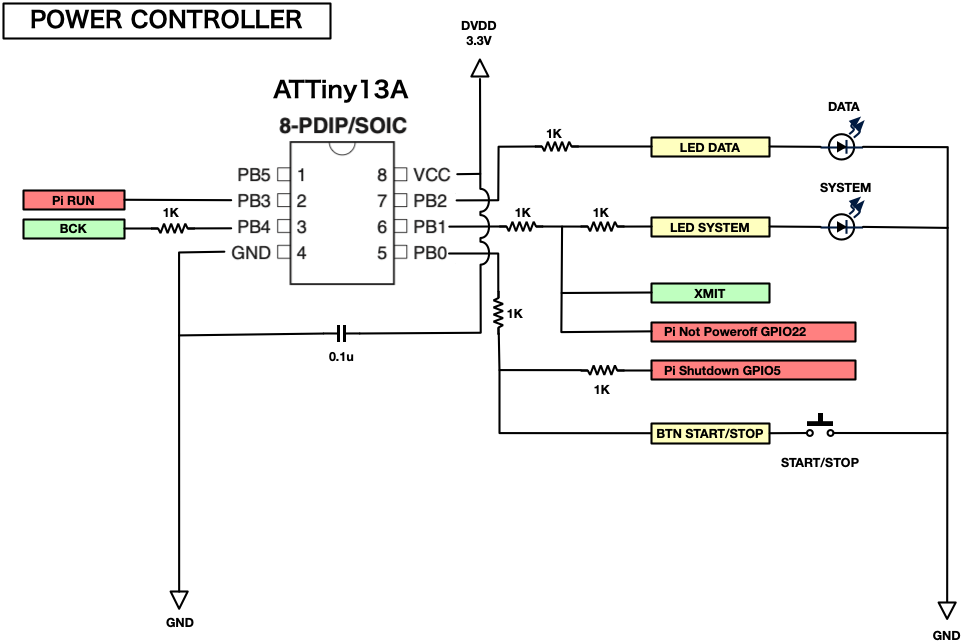 POWER CONTROLLER
DVDD
3.3V
ATTiny13A
8-PDIP/SOIC
DATA
1K
LED DATA
PB5 1 8 VCC
Pi RUN
PB3 2 7 PB2
SYSTEM
BCK
1K
PB4 3 6 PB1
1K
1K
LED SYSTEM
GND 4 5 PB0
XMIT
1K
Pi Not Poweroff GPIO22
0.1u
Pi Shutdown GPIO5
1K
BTN START/STOP
START/STOP
GND
GND